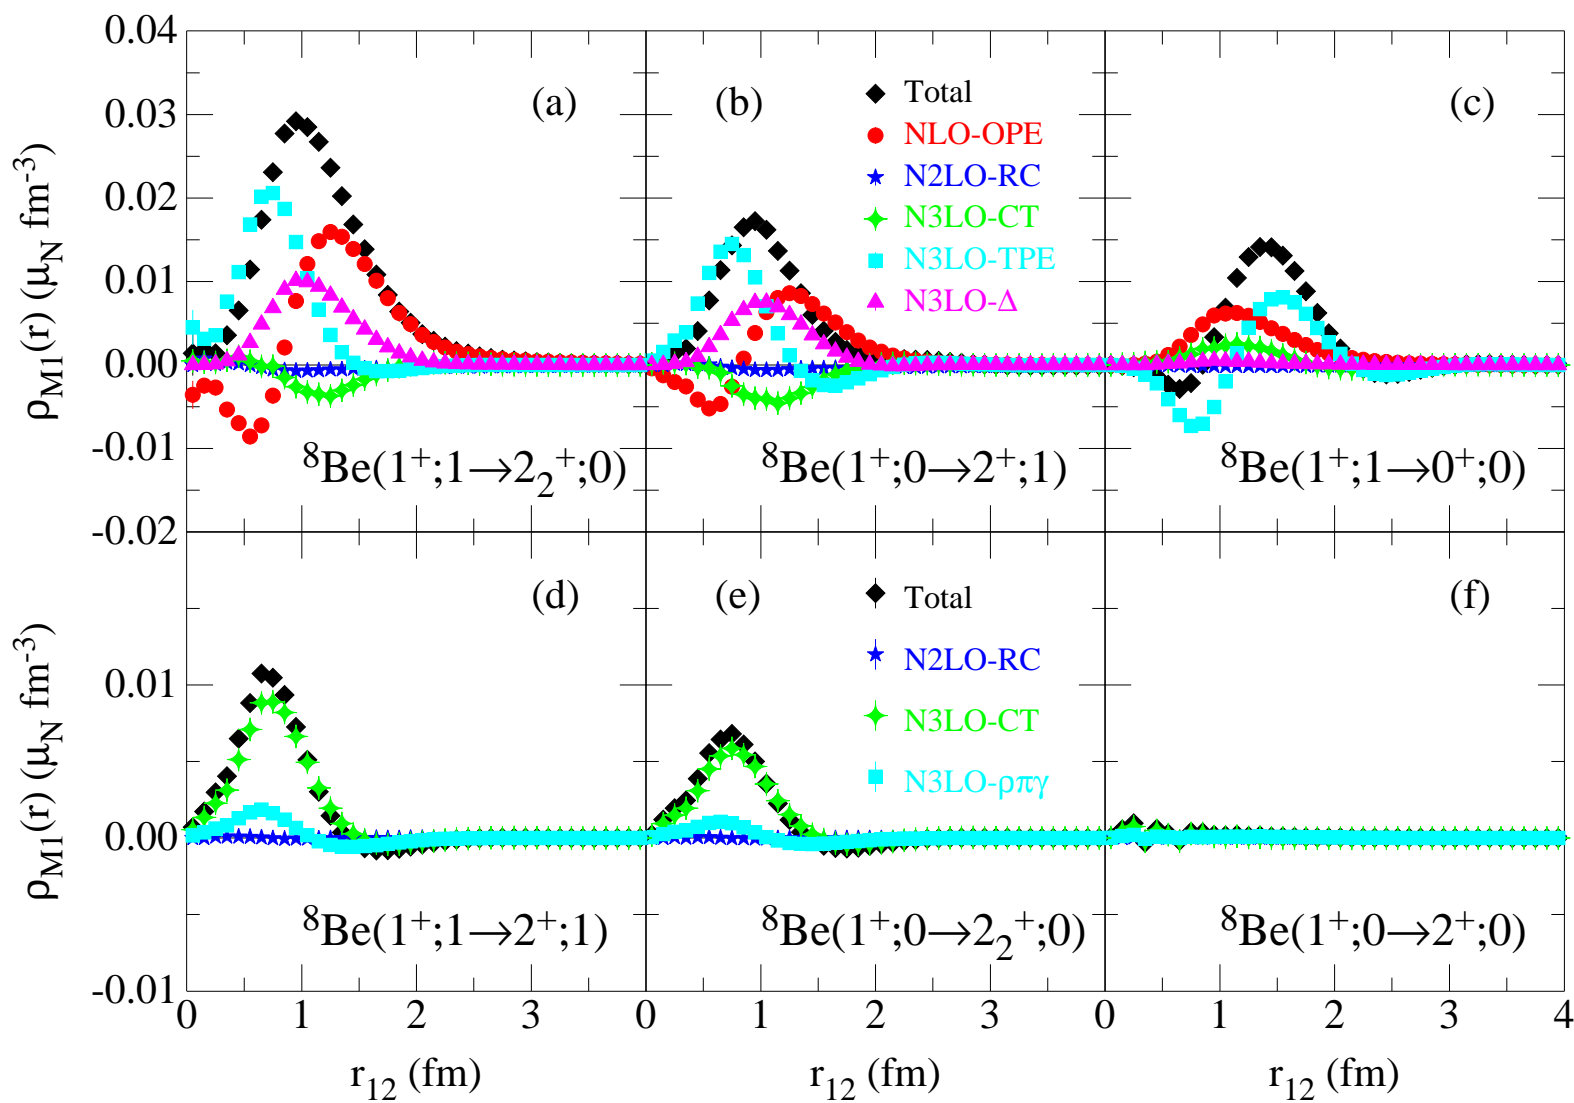 0.04
0.03
0.02
0.01
0.00
-0.01
-0.02
ρM1(r) (μN fm-3)
(a)
8Be(1+;1→22+;0)
(b)
Total
NLO-OPE
N2LO-RC
N3LO-CT
N3LO-TPE
N3LO-Δ
8Be(1+;0→2+;1)
(c)
8Be(1+;1→0+;0)
0.01
0.00
-0.01
ρM1(r) (μN fm-3)
(d)
8Be(1+;1→2+;1)
(e)
Total
N2LO-RC
N3LO-CT
N3LO-ρπγ
8Be(1+;0→22+;0)
(f)
8Be(1+;0→2+;0)
0 1 2 3 0 1 2 3 0 1 2 3 4
r12 (fm) r12 (fm) r12 (fm)